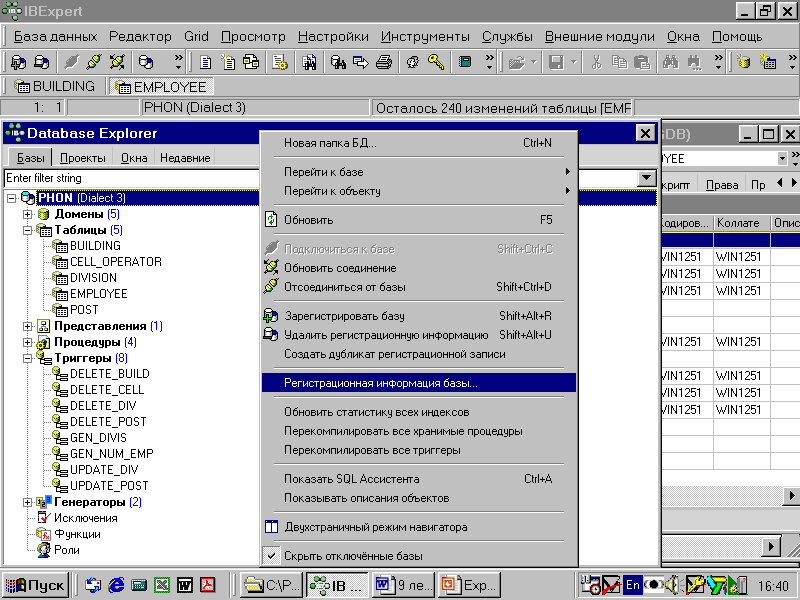 IBExpert
База данных Редактор Grid Просмотр Настройки Инструменты Службы Внешние модули Окна Помощь
BUILDING EMPLOYEE
1: 1 PHON (Dialect 3) Осталось 240 изменений таблицы [EMF
Database Explorer
Базы Проекты Окна Недавние
Enter filter string
PHON (Dialect 3)
Домены (5)
Таблицы (5)
BUILDING
CELL_OPERATOR
DIVISION
EMPLOYEE
POST
Представления (1)
Процедуры (4)
Триггеры (8)
DELETE_BUILD
DELETE_CELL
DELETE_DIV
DELETE_POST
GEN_DIVIS
GEN_NUM_EMP
UPDATE_DIV
UPDATE_POST
Генераторы (2)
Исключения
Функции
Роли
Новая папка БД... Ctrl+N
Перейти к базе
Перейти к объекту
Обновить F5
Подключиться к базе Shift+Ctrl+C
Обновить соединение
Отсоединиться от базы Shift+Ctrl+D
Зарегистрировать базу Shift+Alt+R
Удалить регистрационную информацию Shift+Alt+U
Создать дубликат регистрационной записи
Регистрационная информация базы...
Обновить статистику всех индексов
Перекомпилировать все хранимые процедуры
Перекомпилировать все триггеры
Показать SQL Ассистента Ctrl+A
Показывать описания объектов
Двухстраничный режим навигатора
Скрыть отключённые базы
GDB)
YEE
крипт Права Пр
Кодиров... Коллате Опис
WIN1251 WIN1251
WIN1251 WIN1251
WIN1251 WIN1251
WIN1251 WIN1251
WIN1251 WIN1251
WIN1251 WIN1251
WIN1251 WIN1251
Пуск C:\P... IB ... 9 ле... Exp... En 16:40